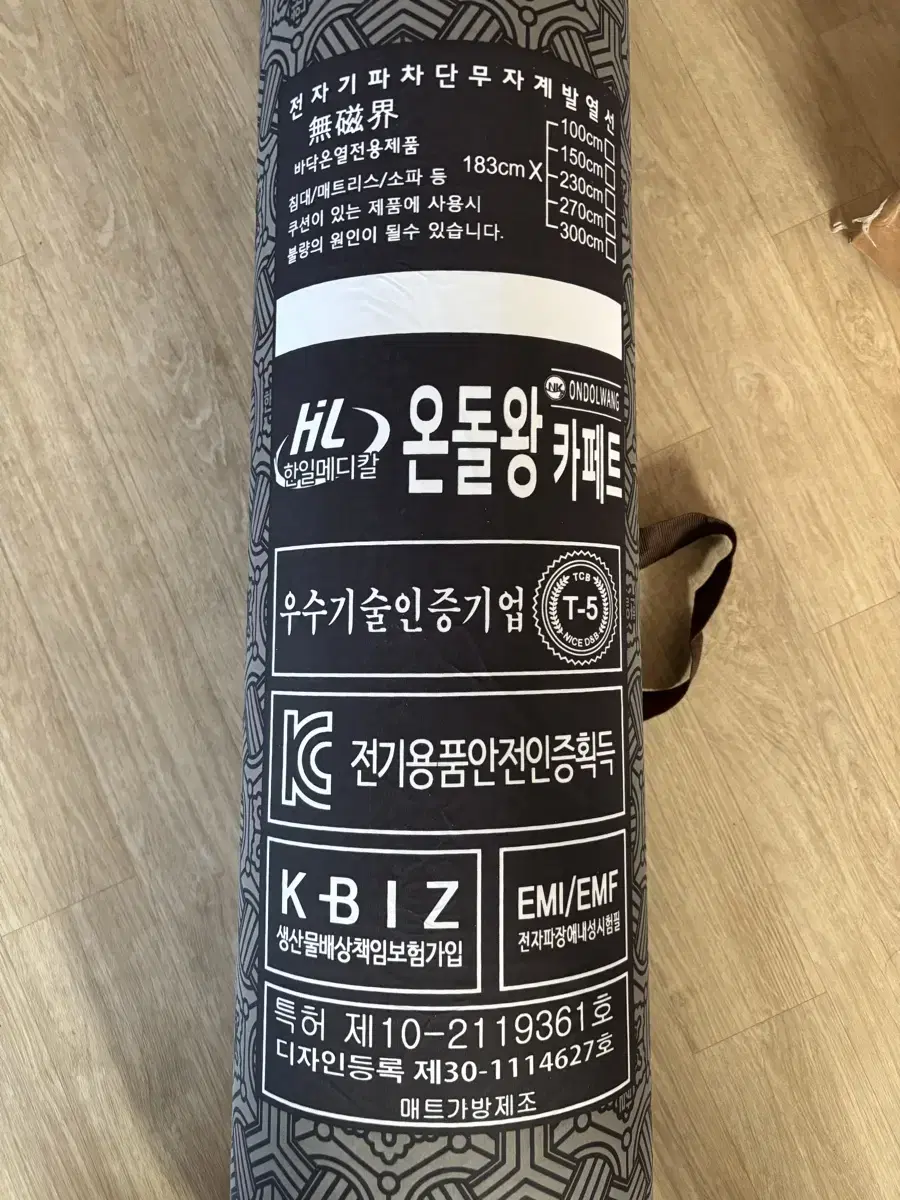 전자기파차단무자계발열선
無磁界
바닥온열전용제품
침대/매트리스/소파 등
쿠션이 있는 제품에 사용시
불량의 원인이 될수 있습니다.
183cm X
100cm
150cm
230cm
270cm
300cm
HiL
한일메디칼
온돌왕
NK ONDOLWANG
카페트
우수기술인증기업
TCB
T-5
NICE D&B
KC 전기용품안전인증획득
KBIZ
생산물배상책임보험가입
EMI/EMF
전자파장애내성시험필
특허 제10-2119361호
디자인등록 제30-1114627호
매트가방제조